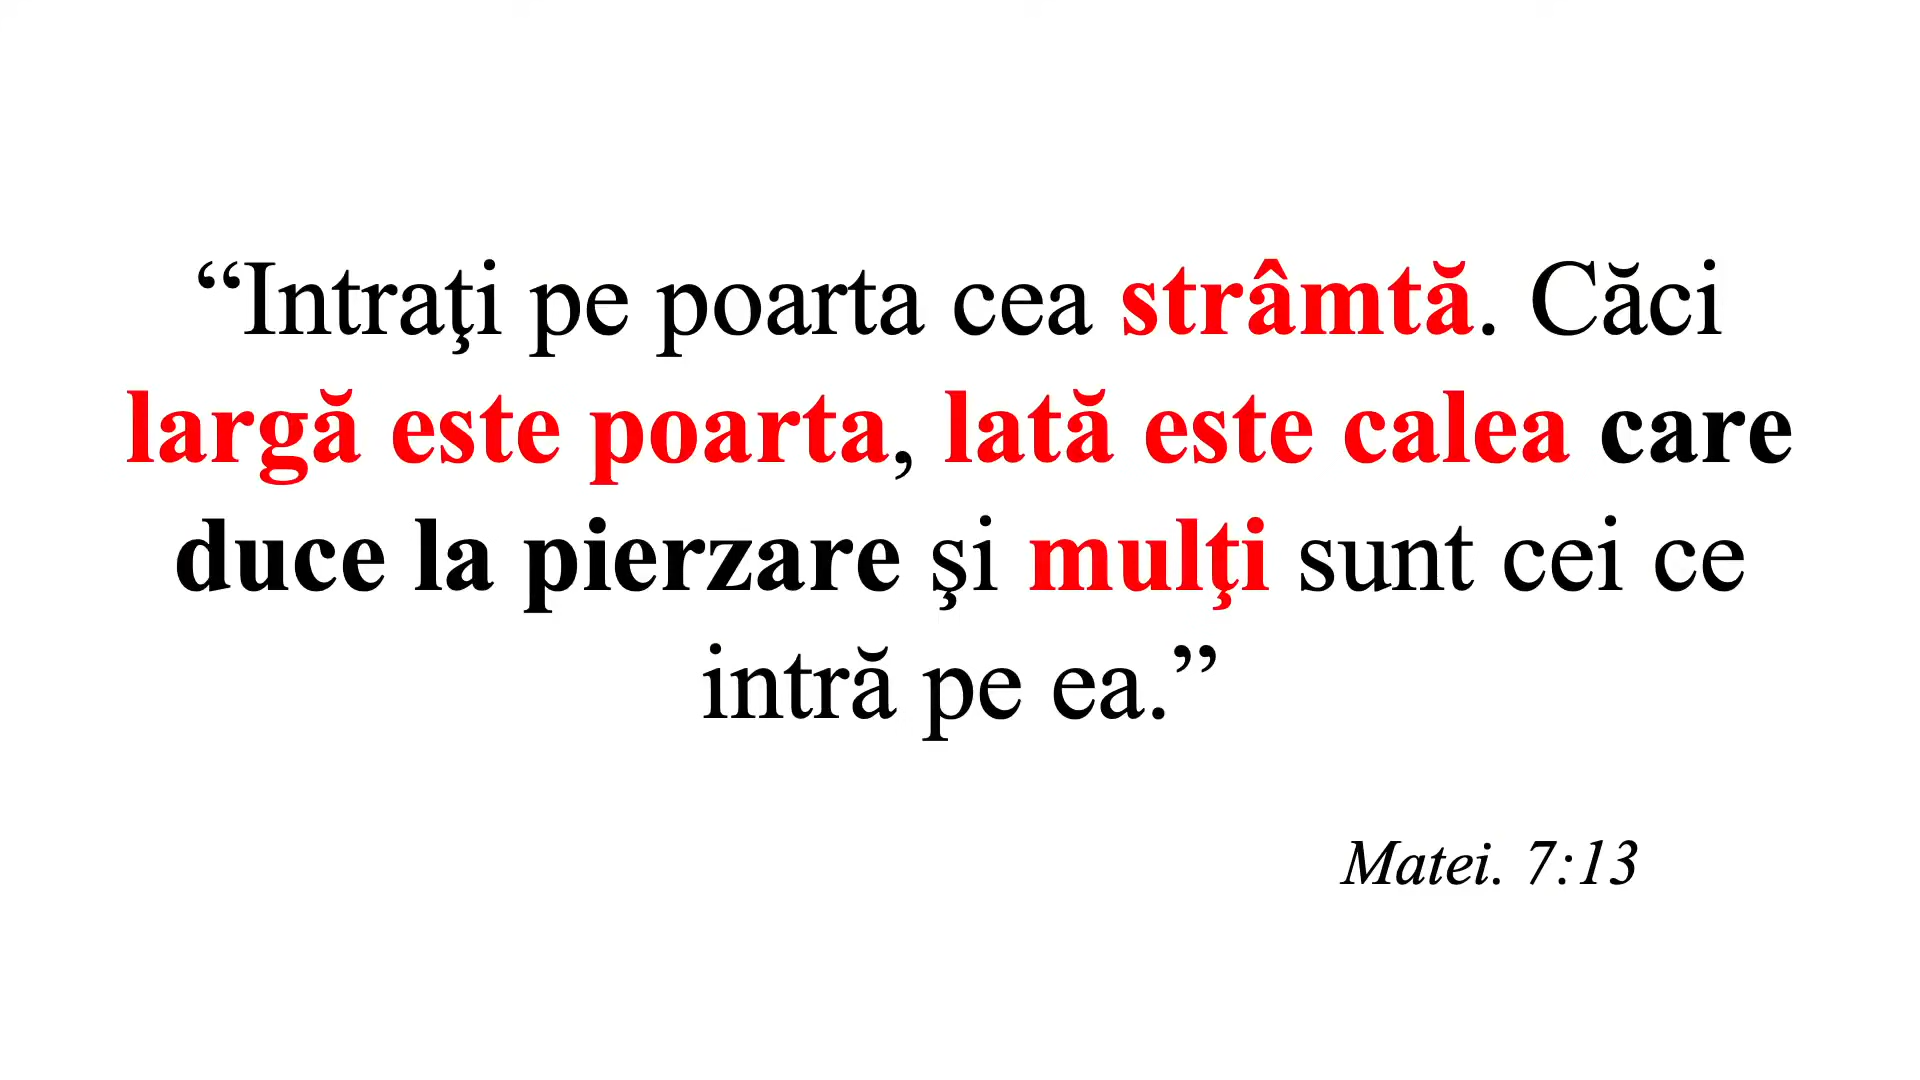 “Intraţi pe poarta cea strâmtă. Căci
largă este poarta, lată este calea care
duce la pierzare şi mulţi sunt cei ce
intră pe ea.”
Matei. 7:13